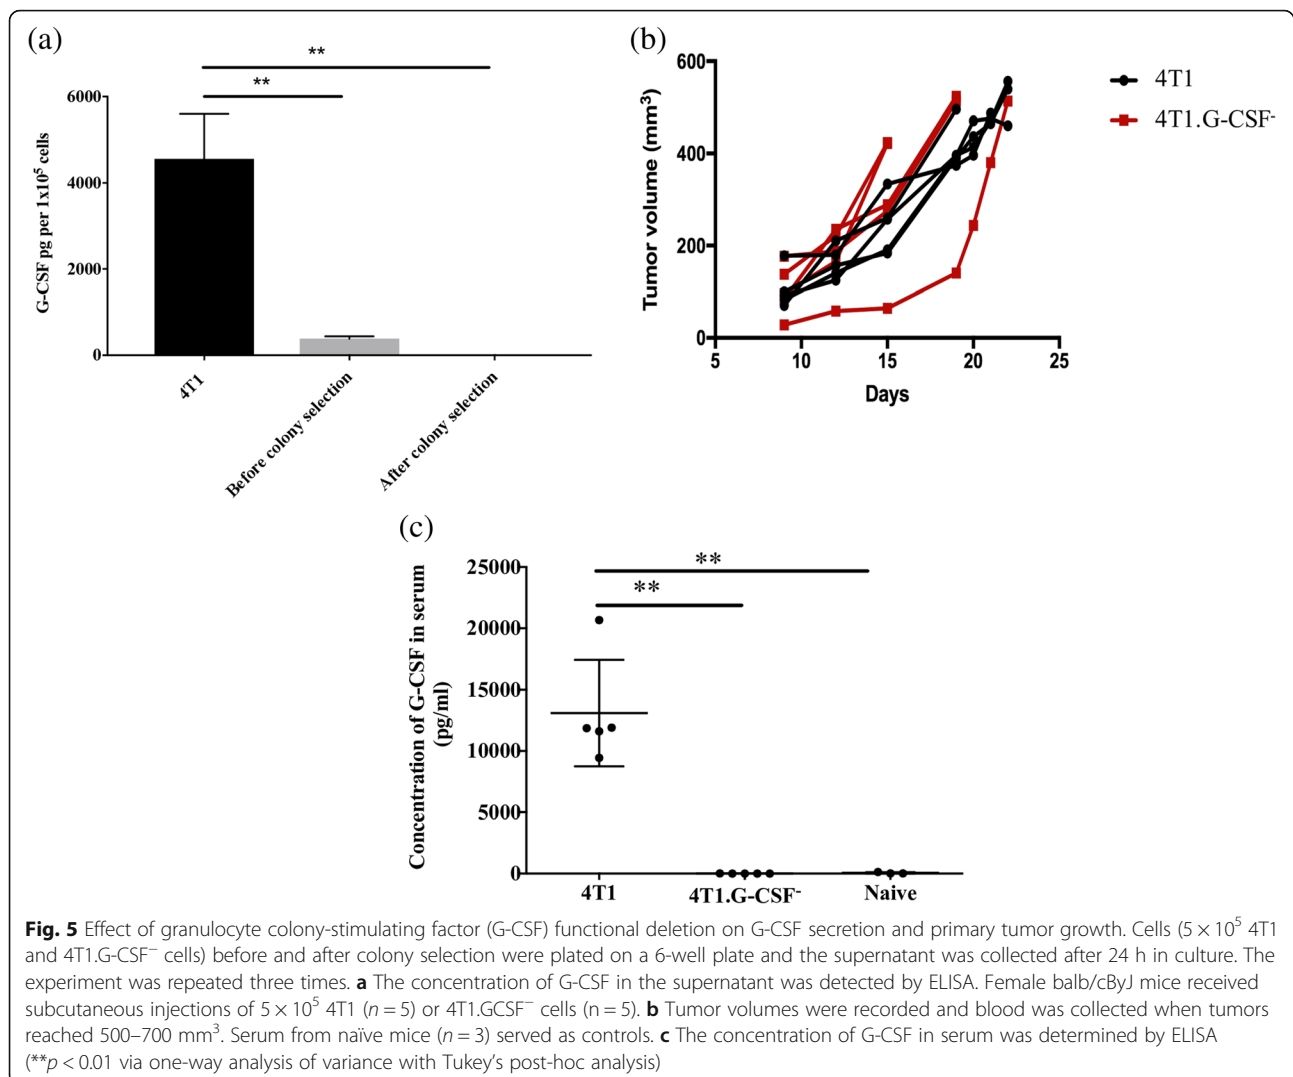 (a)
**
**
G-CSF pg per 1x10⁵ cells
6000
4000
2000
0
4T1
Before colony selection
After colony selection
(b)
Tumor volume (mm³)
600
400
200
0
5
10
15
20
25
Days
4T1
4T1.G-CSF⁻
(c)
**
**
Concentration of G-CSF in serum
(pg/ml)
25000
20000
15000
10000
5000
0
4T1
4T1.G-CSF⁻
Naive
Fig. 5 Effect of granulocyte colony-stimulating factor (G-CSF) functional deletion on G-CSF secretion and primary tumor growth. Cells (5 × 10⁵ 4T1
and 4T1.G-CSF⁻ cells) before and after colony selection were plated on a 6-well plate and the supernatant was collected after 24 h in culture. The
experiment was repeated three times. a The concentration of G-CSF in the supernatant was detected by ELISA. Female balb/cByJ mice received
subcutaneous injections of 5 × 10⁵ 4T1 (n = 5) or 4T1.GCSF⁻ cells (n = 5). b Tumor volumes were recorded and blood was collected when tumors
reached 500–700 mm³. Serum from naïve mice (n = 3) served as controls. c The concentration of G-CSF in serum was determined by ELISA
(**p < 0.01 via one-way analysis of variance with Tukey's post-hoc analysis)